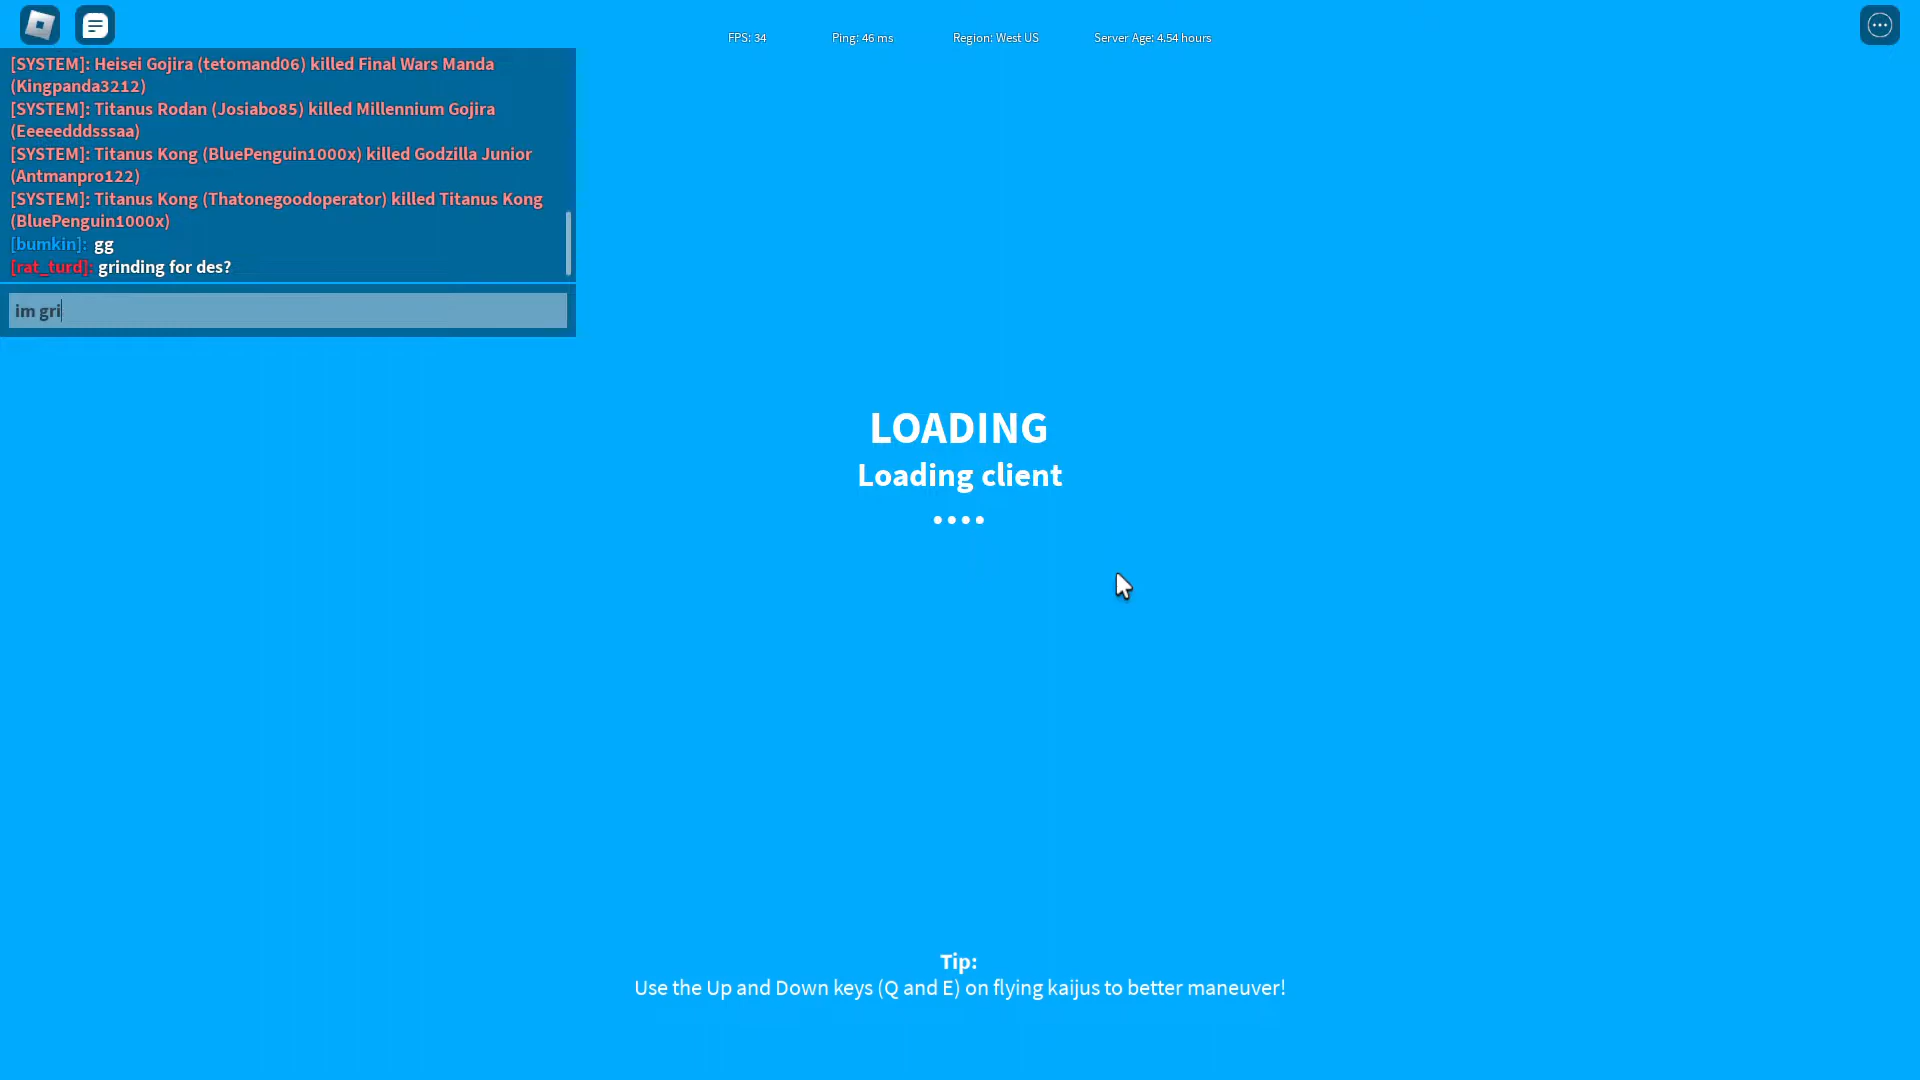 FPS: 34 Ping: 46 ms Region: West US Server Age: 4.54 hours
[SYSTEM]: Heisei Gojira (tetomand06) killed Final Wars Manda
(Kingpanda3212)
[SYSTEM]: Titanus Rodan (Josiabo85) killed Millennium Gojira
(Eeeeedddsssaa)
[SYSTEM]: Titanus Kong (BluePenguin1000x) killed Godzilla Junior
(Antmanpro122)
[SYSTEM]: Titanus Kong (Thatonegoodoperator) killed Titanus Kong
(BluePenguin1000x)
[bumkin]: gg
[rat_turd]: grinding for des?
im gri
LOADING
Loading client
Tip:
Use the Up and Down keys (Q and E) on flying kaijus to better maneuver!